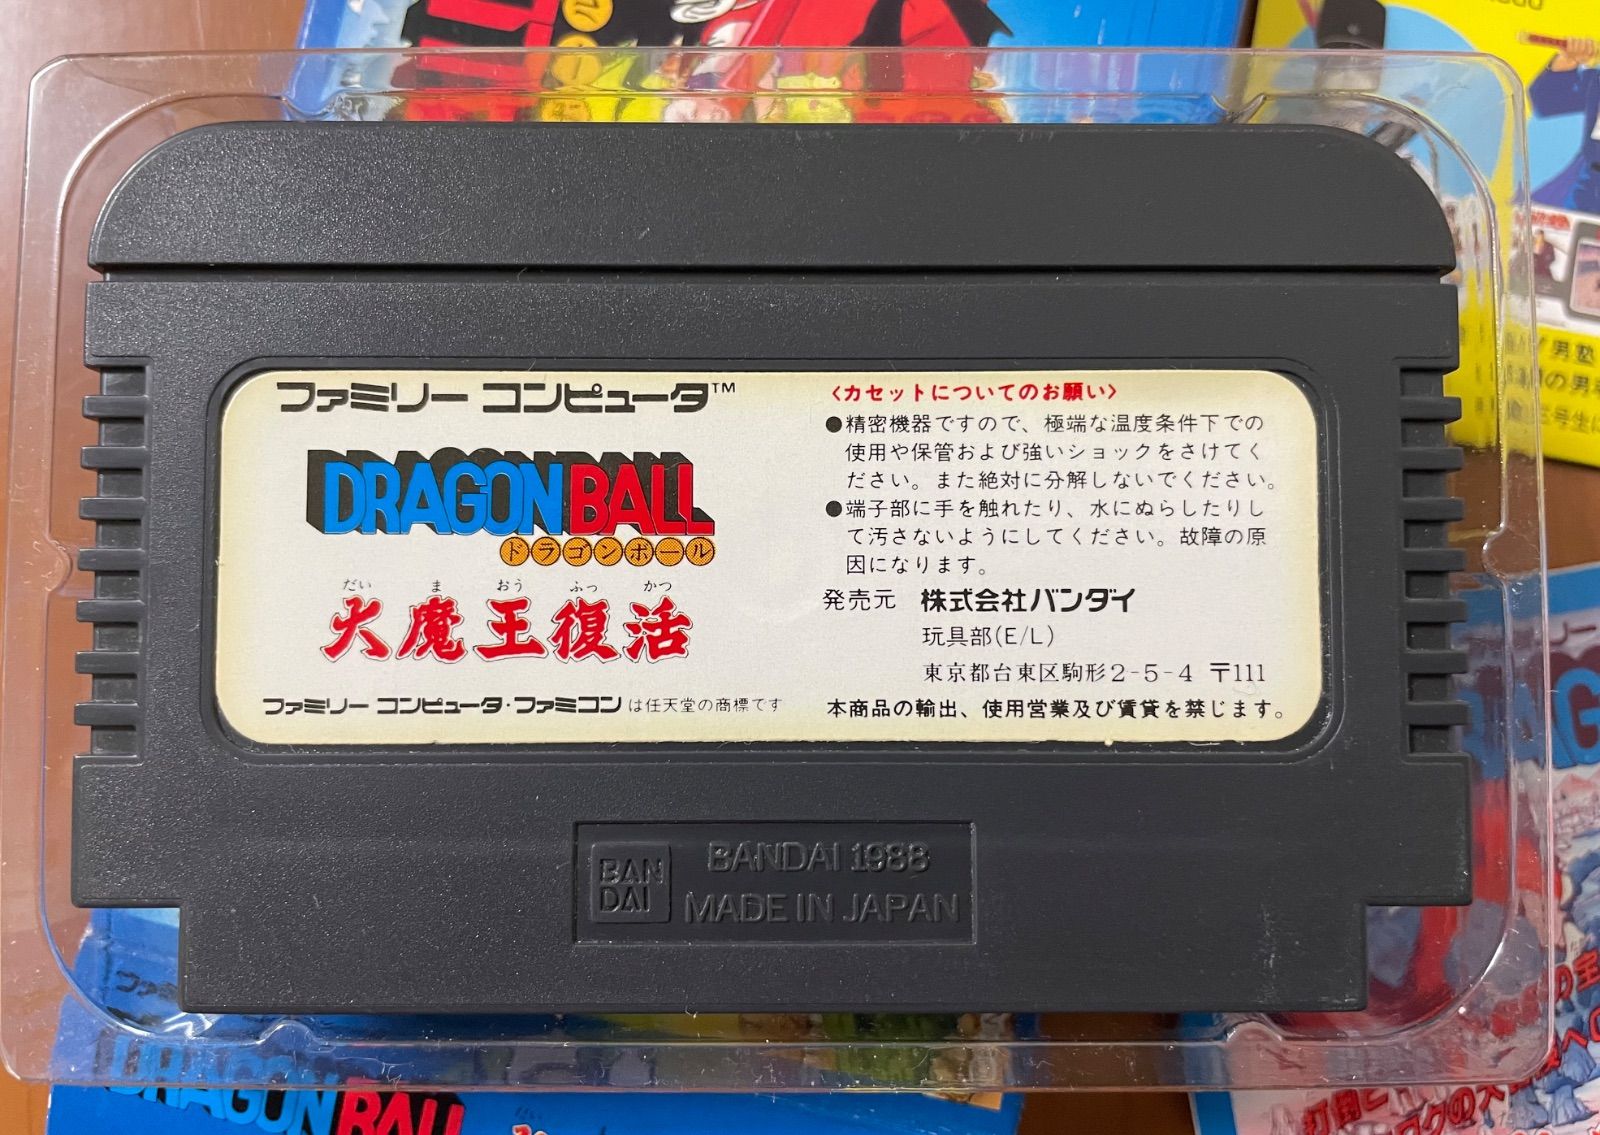 ファミリー コンピュータ™
DRAGON BALL
ドラゴンボール
だい ま おう ふっ かつ
大魔王復活
ファミリー コンピュータ・ファミコン は任天堂の商標です
〈カセットについてのお願い〉
●精密機器ですので、極端な温度条件下での
使用や保管および強いショックをさけてく
ださい。また絶対に分解しないでください。
●端子部に手を触れたり、水にぬらしたりし
て汚さないようにしてください。故障の原
因になります。
発売元 株式会社バンダイ
玩具部(E/L)
東京都台東区駒形2-5-4 〒111
本商品の輸出、使用営業及び賃貸を禁じます。
BAN
DAI
BANDAI 1988
MADE IN JAPAN
男塾
の男
DRAGON BALL